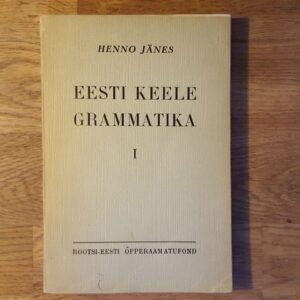 HENNO JÄNES
EESTI KEELE
GRAMMATIKA
I
ROOTSI-EESTI ÕPPERAAMATUFOND